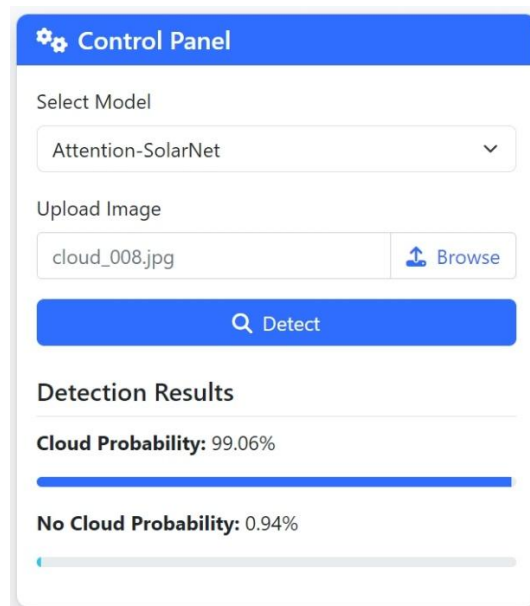 Control Panel
Select Model
Attention-SolarNet
Upload Image
cloud_008.jpg Browse
Detect
Detection Results
Cloud Probability: 99.06%
No Cloud Probability: 0.94%